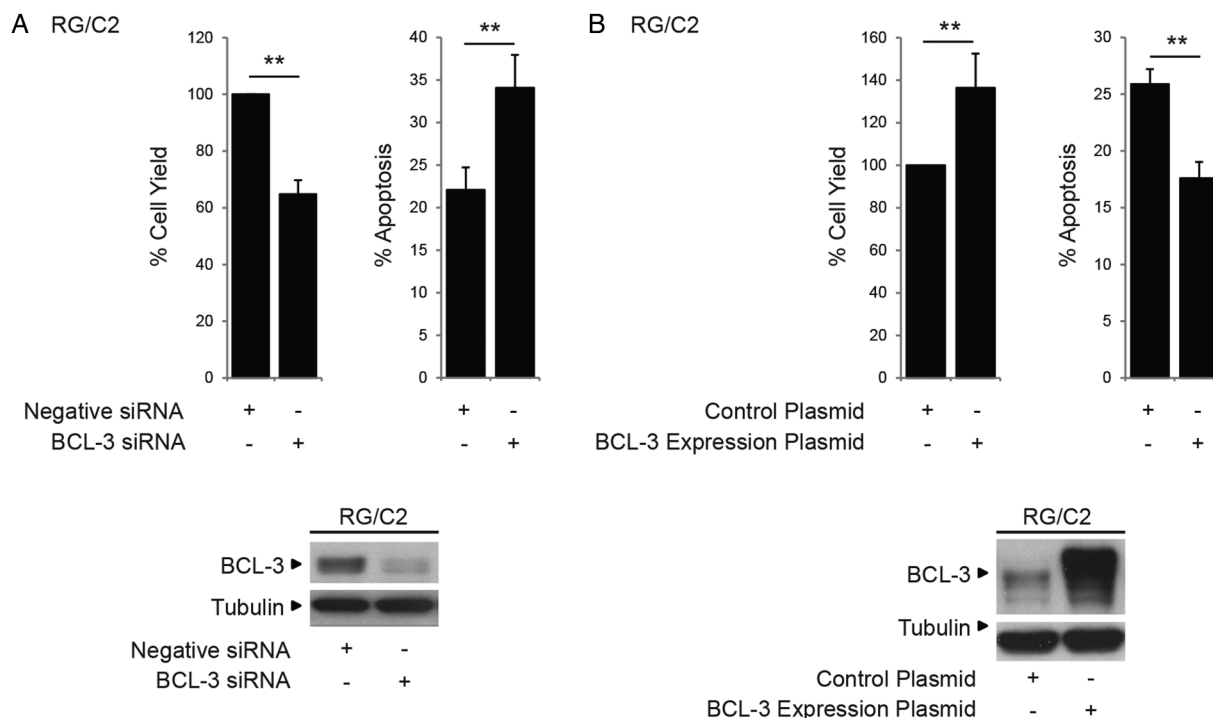 A RG/C2
B RG/C2
% Cell Yield
120
100
80
60
40
20
0
**
% Apoptosis
40
35
30
25
20
15
10
5
0
**
% Cell Yield
160
140
120
100
80
60
40
20
0
**
% Apoptosis
30
25
20
15
10
5
0
**
Negative siRNA + - + -
BCL-3 siRNA - + - +
Control Plasmid + - + -
BCL-3 Expression Plasmid - + - +
RG/C2
BCL-3
Tubulin
Negative siRNA + -
BCL-3 siRNA - +
RG/C2
BCL-3
Tubulin
Control Plasmid + -
BCL-3 Expression Plasmid - +